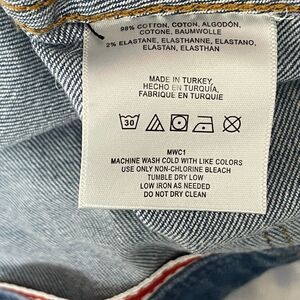 98% COTTON, COTON, ALGODÓN,
COTONE, BAUMWOLLE
2% ELASTANE, ELASTHANNE, ELASTANO,
ELASTAN, ELASTHAN
MADE IN TURKEY,
HECHO EN TURQUÍA,
FABRIQUE EN TURQUIE
30
MWC1
MACHINE WASH COLD WITH LIKE COLORS
USE ONLY NON-CHLORINE BLEACH
TUMBLE DRY LOW
LOW IRON AS NEEDED
DO NOT DRY CLEAN